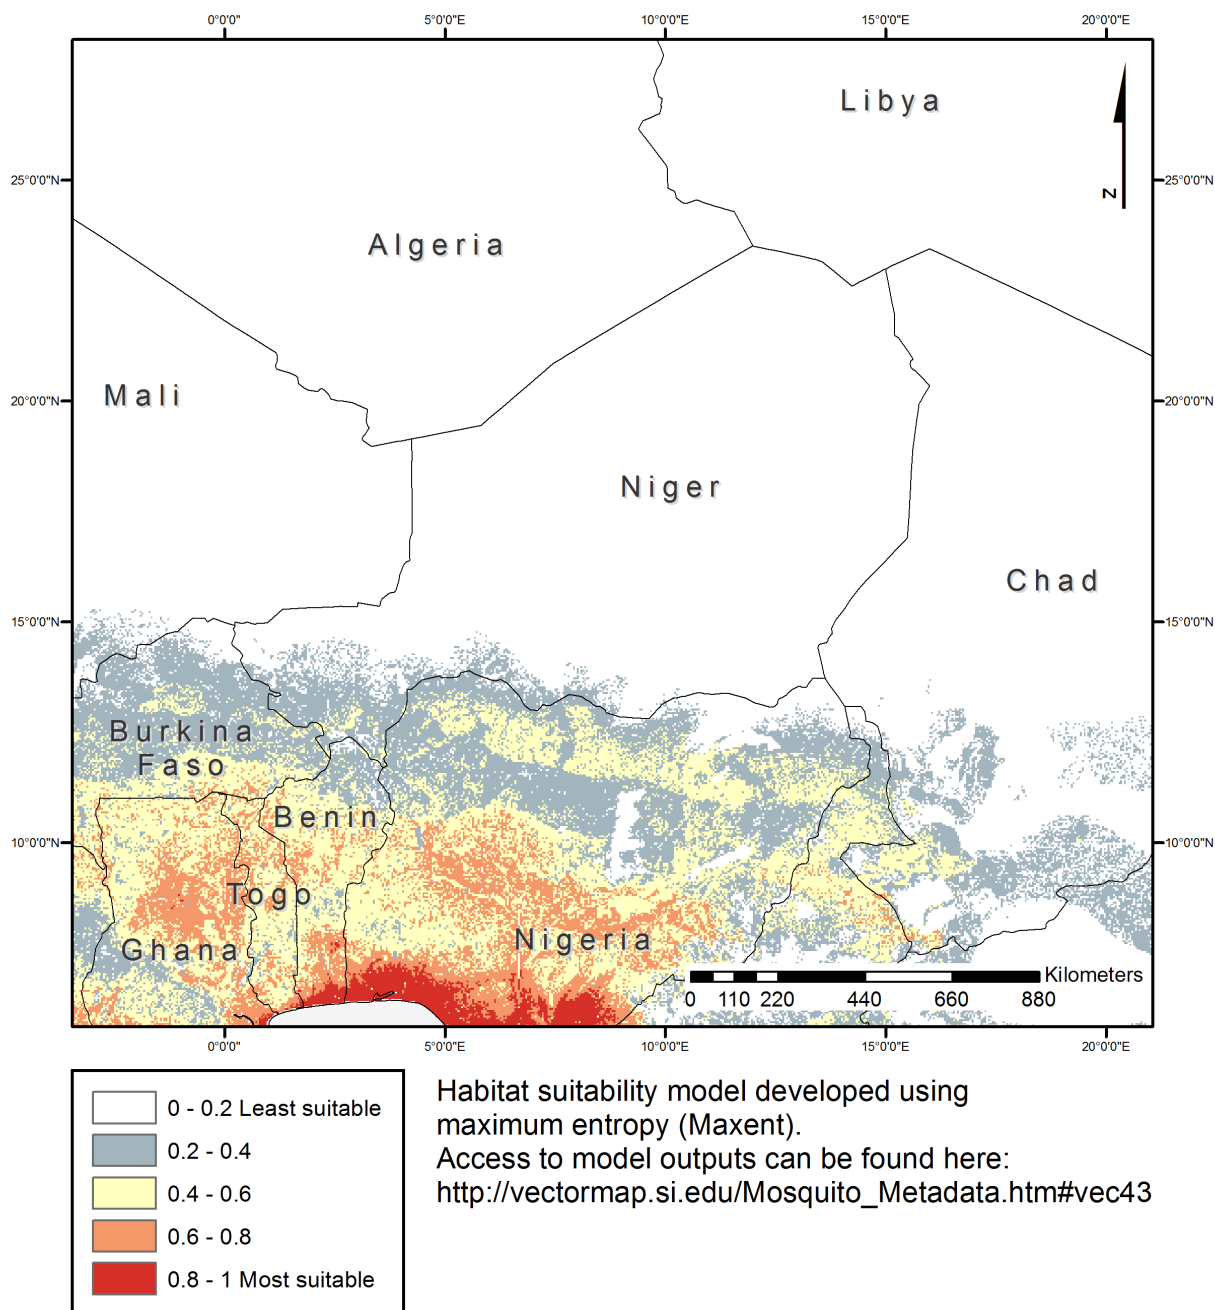 0°0'0" 5°0'0"E 10°0'0"E 15°0'0"E 20°0'0"E
Libya
N
25°0'0"N 25°0'0"N
Algeria
20°0'0"N 20°0'0"N
Mali
Niger
Chad
15°0'0"N 15°0'0"N
Burkina
Faso
Benin
10°0'0"N 10°0'0"N
Togo
Ghana
Nigeria
Kilometers
0 110 220 440 660 880
0°0'0" 5°0'0"E 10°0'0"E 15°0'0"E 20°0'0"E
0 - 0.2 Least suitable
0.2 - 0.4
0.4 - 0.6
0.6 - 0.8
0.8 - 1 Most suitable
Habitat suitability model developed using
maximum entropy (Maxent).
Access to model outputs can be found here:
http://vectormap.si.edu/Mosquito_Metadata.htm#vec43